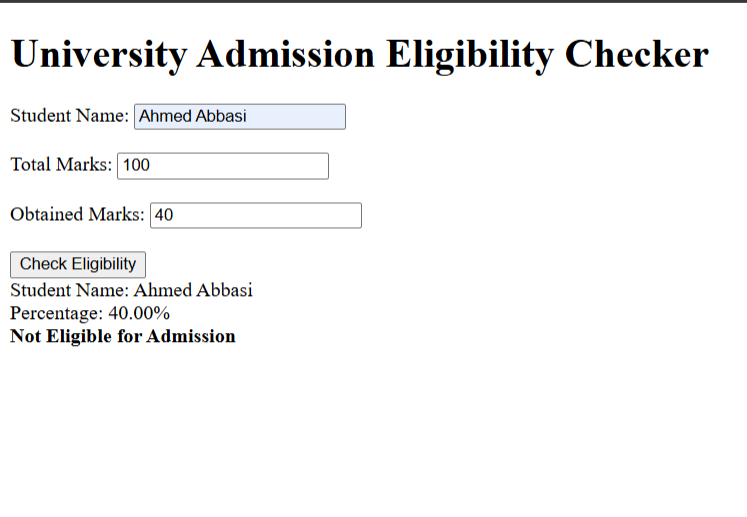 University Admission Eligibility Checker
Student Name: Ahmed Abbasi
Total Marks: 100
Obtained Marks: 40
Check Eligibility
Student Name: Ahmed Abbasi
Percentage: 40.00%
Not Eligible for Admission